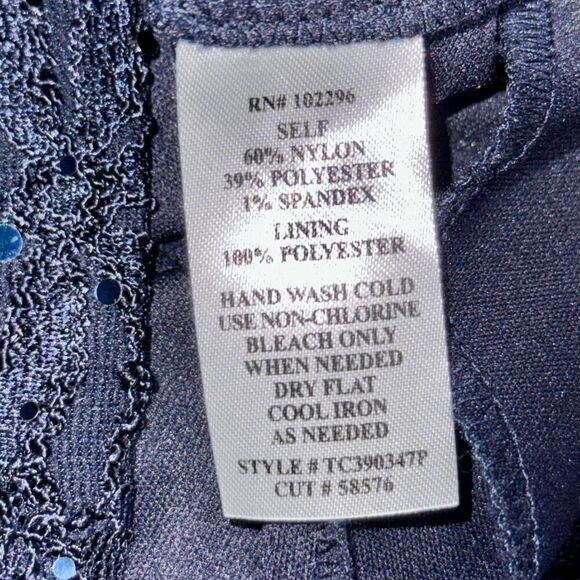 RN# 102296
SELF
60% NYLON
39% POLYESTER
1% SPANDEX
LINING
100% POLYESTER
HAND WASH COLD
USE NON-CHLORINE
BLEACH ONLY
WHEN NEEDED
DRY FLAT
COOL IRON
AS NEEDED
STYLE # TC390347P
CUT # 58576